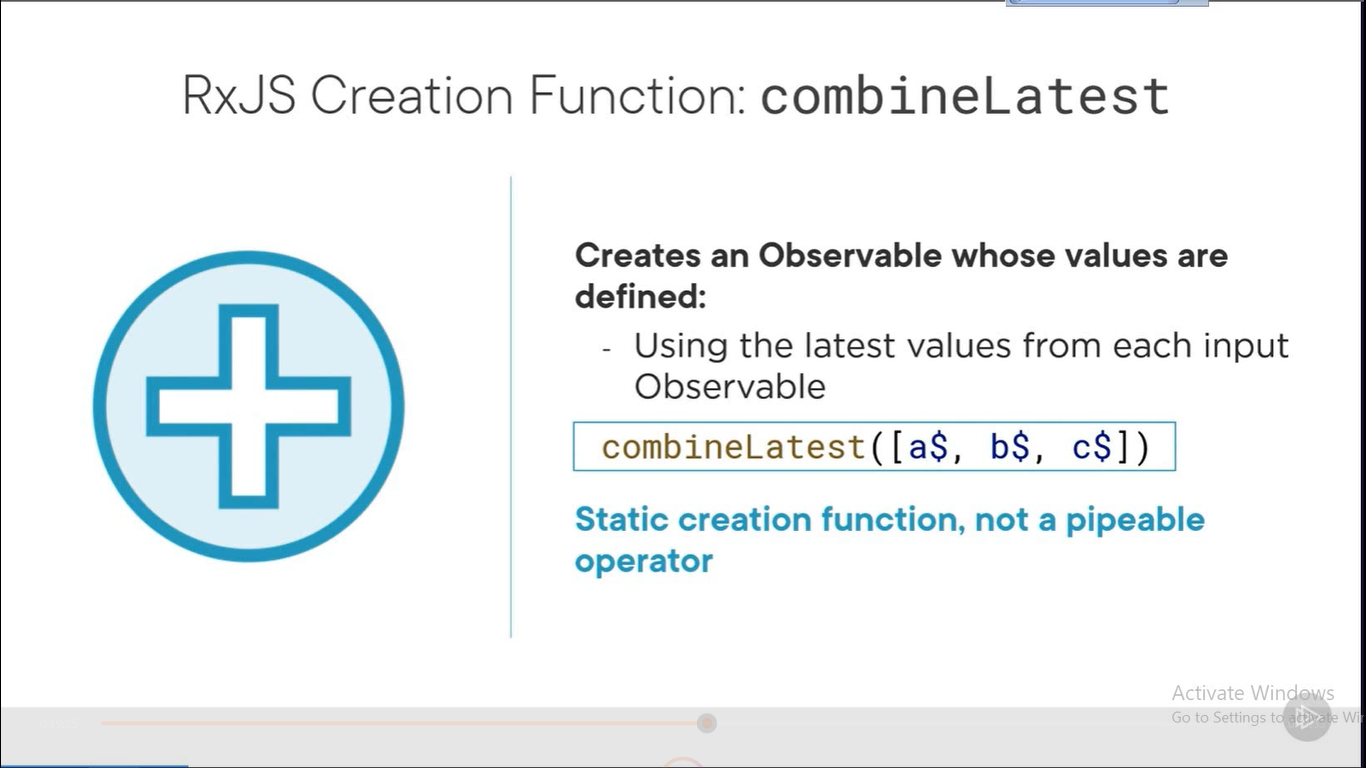 RxJS Creation Function: combineLatest
Creates an Observable whose values are
defined:
- Using the latest values from each input
Observable
combineLatest([a$, b$, c$])
Static creation function, not a pipeable
operator
Activate Windows
Go to Settings to activate Wi